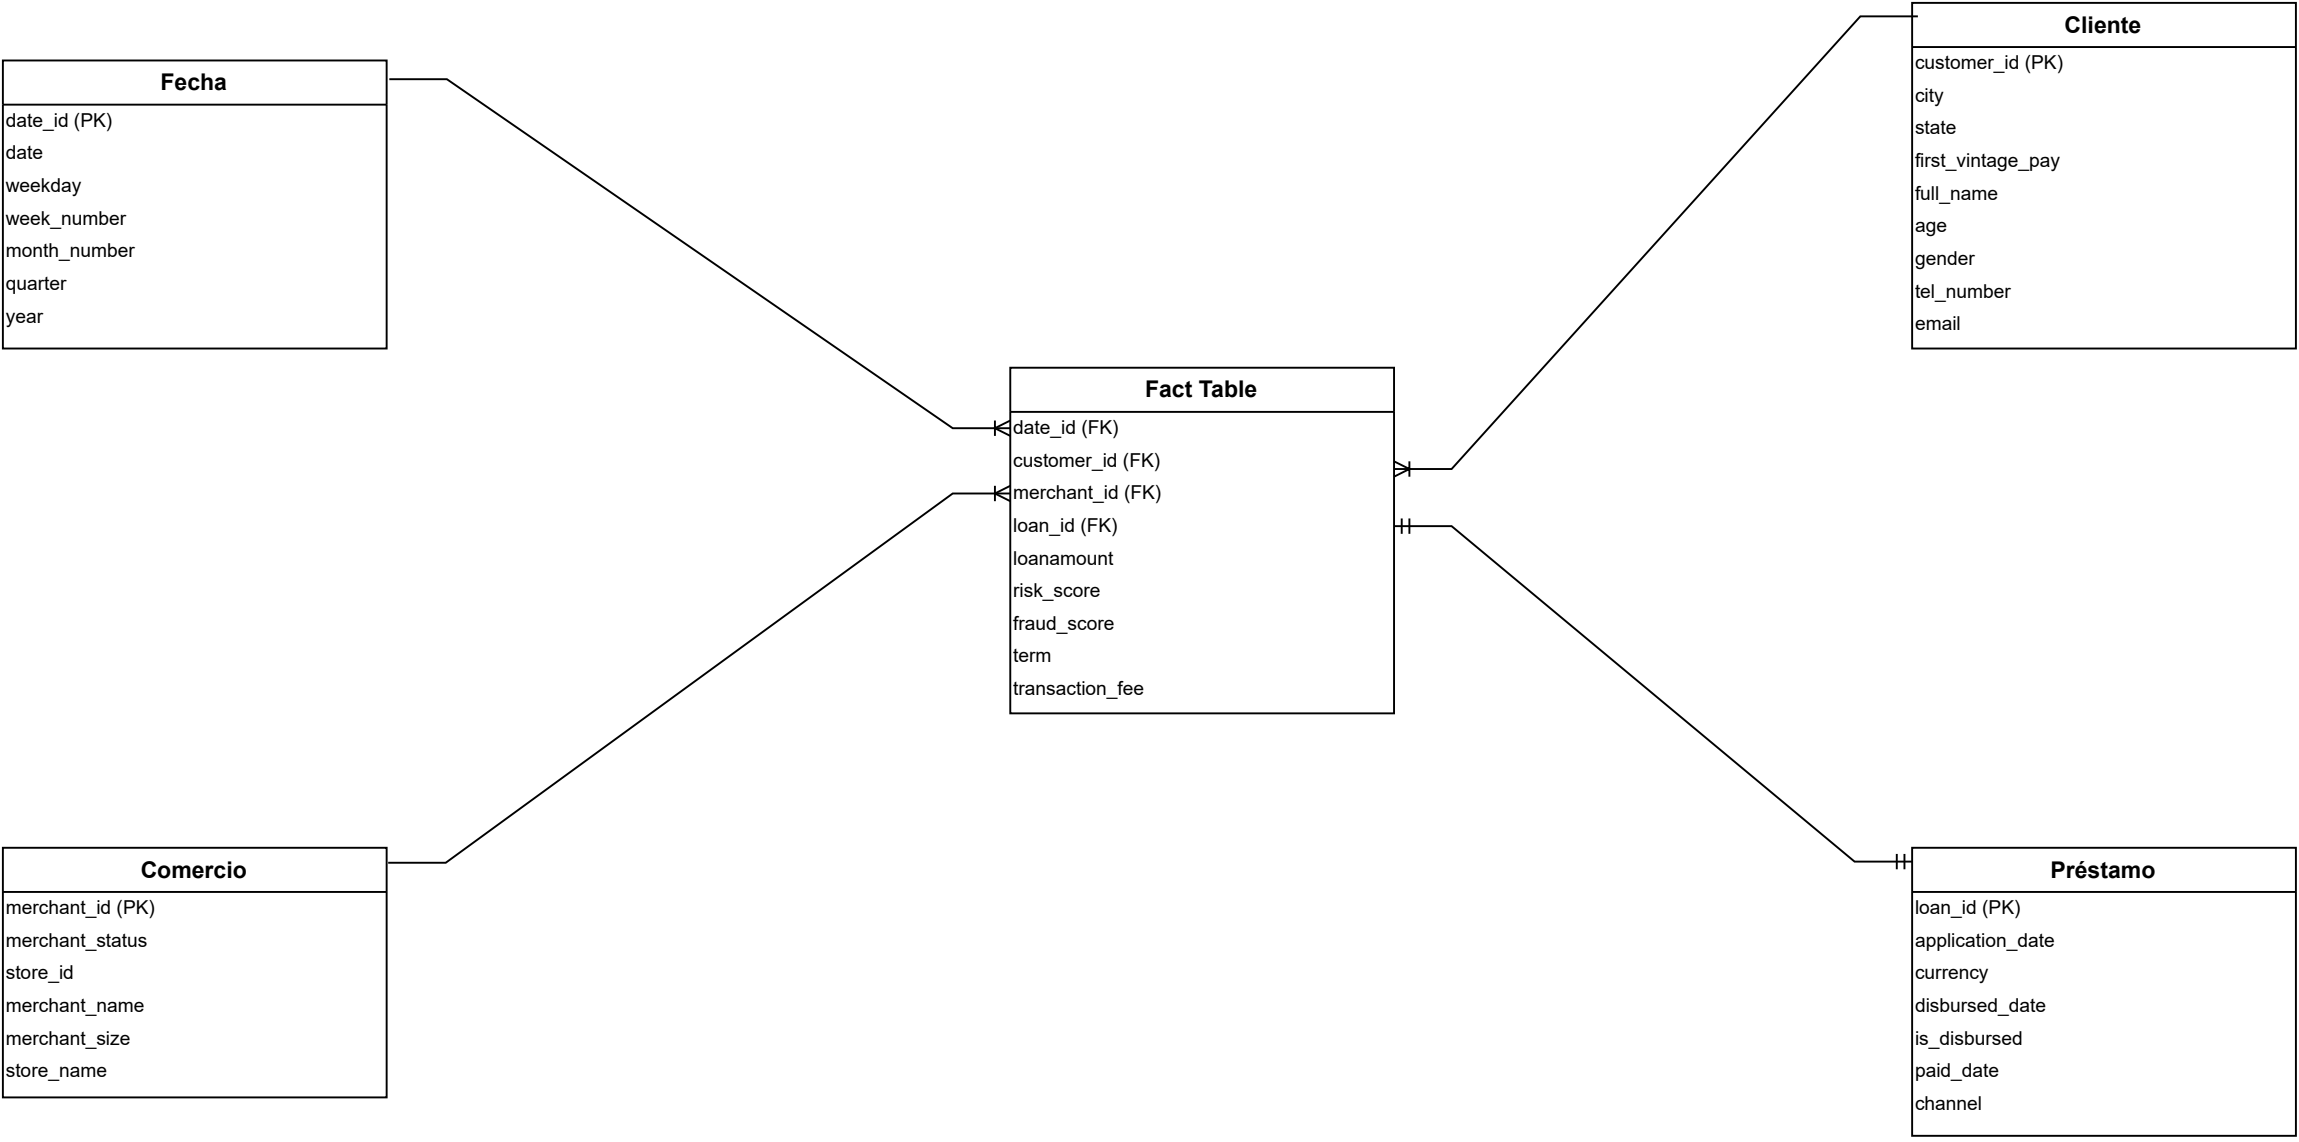 Fecha
date_id (PK)
date
weekday
week_number
month_number
quarter
year
Cliente
customer_id (PK)
city
state
first_vintage_pay
full_name
age
gender
tel_number
email
Fact Table
date_id (FK)
customer_id (FK)
merchant_id (FK)
loan_id (FK)
loanamount
risk_score
fraud_score
term
transaction_fee
Comercio
merchant_id (PK)
merchant_status
store_id
merchant_name
merchant_size
store_name
Préstamo
loan_id (PK)
application_date
currency
disbursed_date
is_disbursed
paid_date
channel